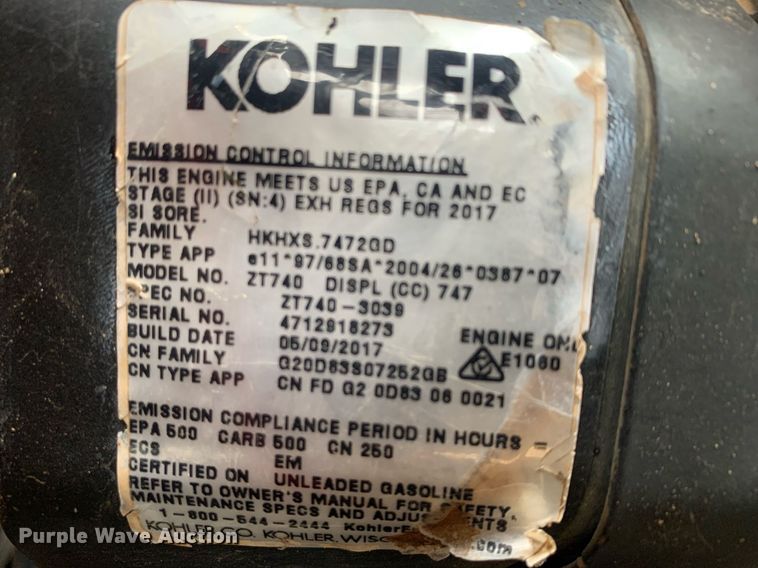 KOHLER.
EMISSION CONTROL INFORMATION
THIS ENGINE MEETS US EPA, CA AND EC
STAGE (II) (SN:4) EXH REGS FOR 2017
SI SORE.
FAMILY HKHXS.7472GD
TYPE APP e11*97/68SA*2004/26*0387*07
MODEL NO. ZT740 DISPL (CC) 747
SPEC NO. ZT740-3039
SERIAL NO. 4712918273
BUILD DATE 05/09/2017 ENGINE ONL
CN FAMILY G20D83S07252GB E1060
CN TYPE APP CN FD G2 0D83 06 0021
EMISSION COMPLIANCE PERIOD IN HOURS =
EPA 500 CARB 500 CN 250
ECS EM
CERTIFIED ON UNLEADED GASOLINE
REFER TO OWNER'S MANUAL FOR SAFETY,
MAINTENANCE SPECS AND ADJUSTMENTS
1-800-544-2444 KohlerE .com
KOHLER CO. KOHLER, WISC
Purple Wave Auction